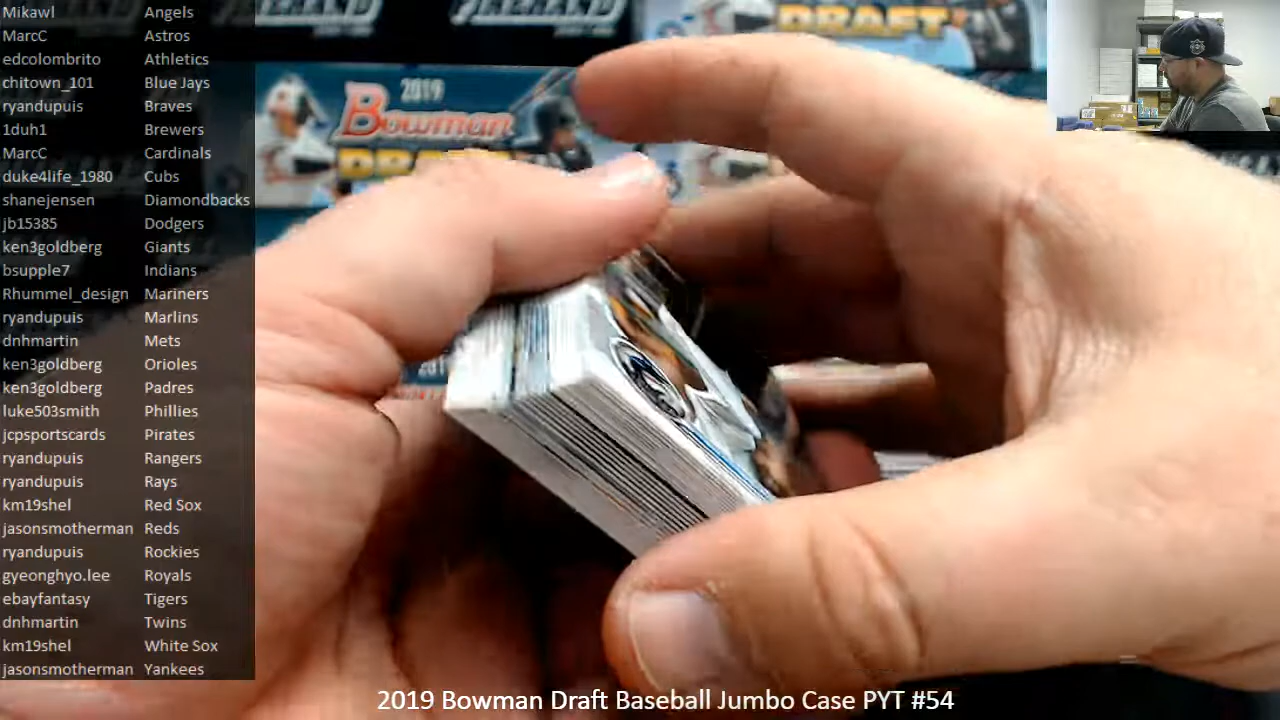 Mikawl Angels
MarcC Astros
edcolombrito Athletics
chitown_101 Blue Jays
ryandupuis Braves
1duh1 Brewers
MarcC Cardinals
duke4life_1980 Cubs
shanejensen Diamondbacks
jb15385 Dodgers
ken3goldberg Giants
bsupple7 Indians
Rhummel_design Mariners
ryandupuis Marlins
dnhmartin Mets
ken3goldberg Orioles
ken3goldberg Padres
luke503smith Phillies
jcpsportscards Pirates
ryandupuis Rangers
ryandupuis Rays
km19shel Red Sox
jasonsmotherman Reds
ryandupuis Rockies
gyeonghyo.lee Royals
ebayfantasy Tigers
dnhmartin Twins
km19shel White Sox
jasonsmotherman Yankees
DRAFT
2019
Bowman
DRAFT
2019 Bowman Draft Baseball Jumbo Case PYT #54